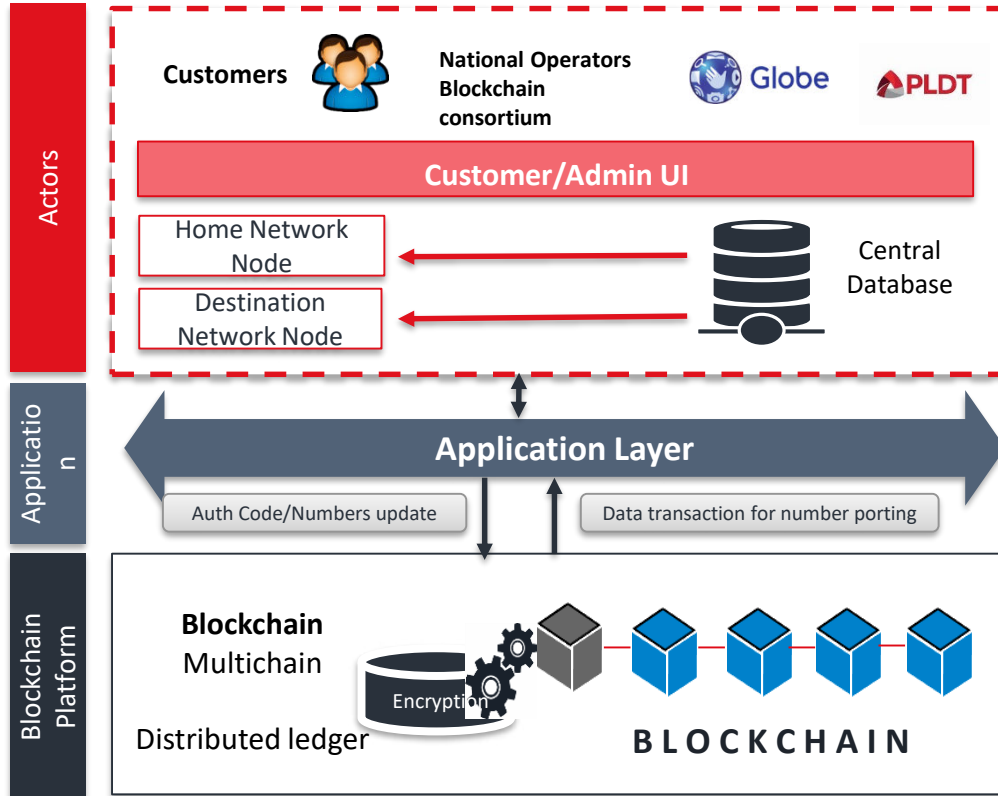 Actors
Customers
National Operators
Blockchain
consortium
Globe
PLDT
Customer/Admin UI
Home Network
Node
Destination
Network Node
Central
Database
Applicatio
n
Application Layer
Auth Code/Numbers update
Data transaction for number porting
Blockchain
Platform
Blockchain
Multichain
Encryption
Distributed ledger
BLOCKCHAIN